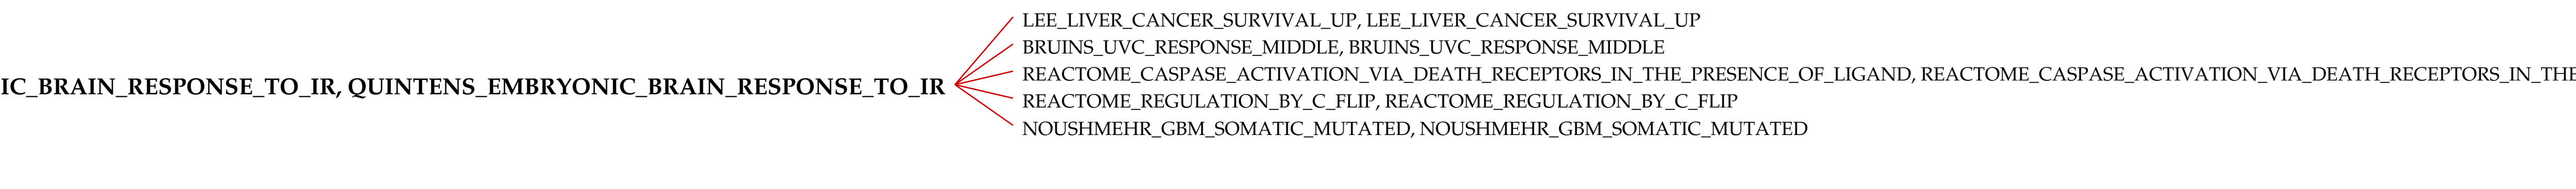 LEE_LIVER_CANCER_SURVIVAL_UP, LEE_LIVER_CANCER_SURVIVAL_UP
BRUINS_UVC_RESPONSE_MIDDLE, BRUINS_UVC_RESPONSE_MIDDLE
REACTOME_CASPASE_ACTIVATION_VIA_DEATH_RECEPTORS_IN_THE_PRESENCE_OF_LIGAND, REACTOME_CASPASE_ACTIVATION_VIA_DEATH_RECEPTORS_IN_THE
IC_BRAIN_RESPONSE_TO_IR, QUINTENS_EMBRYONIC_BRAIN_RESPONSE_TO_IR
REACTOME_REGULATION_BY_C_FLIP, REACTOME_REGULATION_BY_C_FLIP
NOUSHMEHR_GBM_SOMATIC_MUTATED, NOUSHMEHR_GBM_SOMATIC_MUTATED